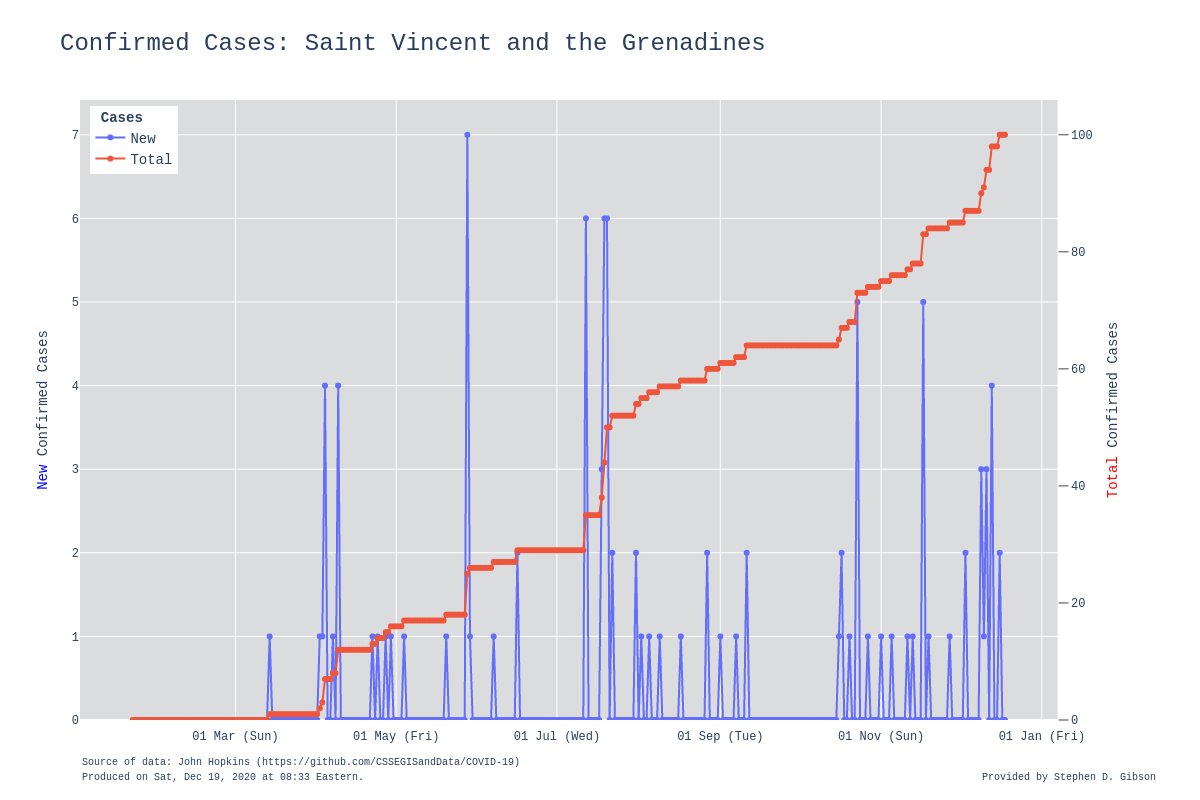 Confirmed Cases: Saint Vincent and the Grenadines
Cases
New
Total
7
6
5
4
3
2
1
0
100
80
60
40
20
0
New Confirmed Cases
Total Confirmed Cases
01 Mar (Sun)
01 May (Fri)
01 Jul (Wed)
01 Sep (Tue)
01 Nov (Sun)
01 Jan (Fri)
Source of data: John Hopkins (https://github.com/CSSEGISandData/COVID-19)
Produced on Sat, Dec 19, 2020 at 08:33 Eastern.
Provided by Stephen D. Gibson